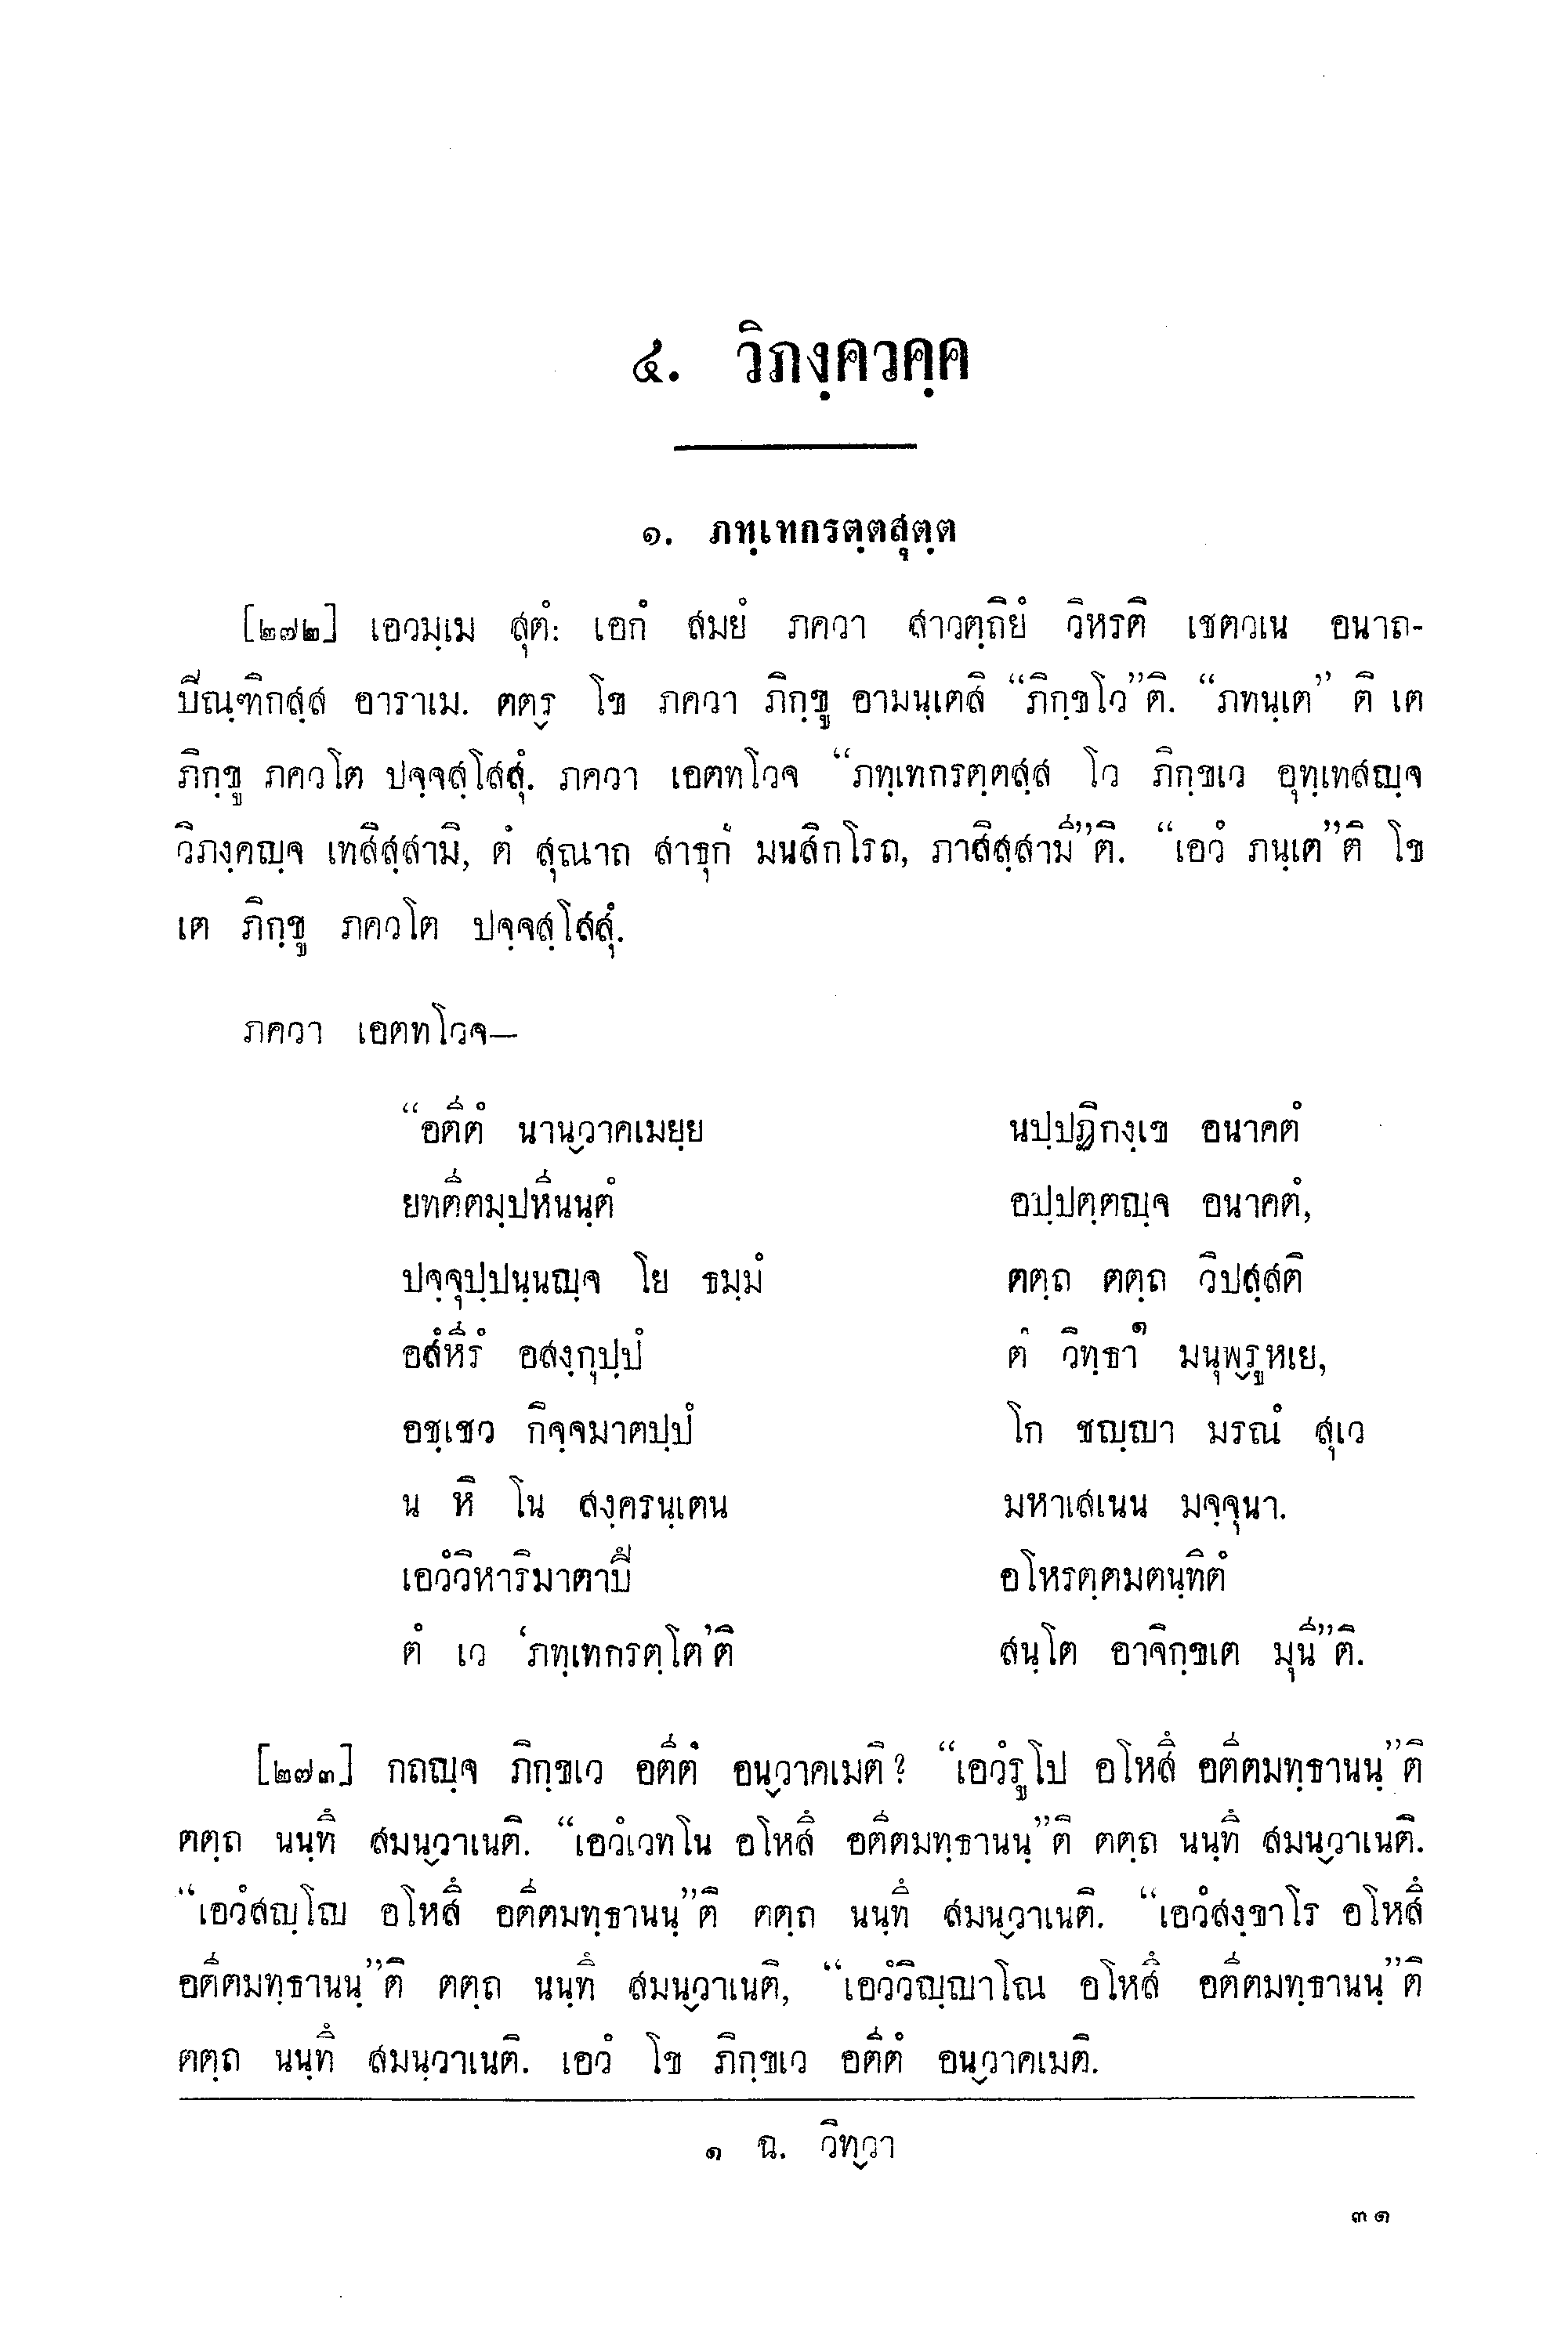 ๔. วิภงฺควคฺค
๑. ภทฺเทกรตฺตสุตฺต
[๒๗๒] เอวมฺเม สุตํ: เอกํ สมยํ ภควา สาวตฺถิยํ วิหรติ เชตวเน อนาถ-
ปีณฺฑิกสฺส อาราเม. ตตฺร โข ภควา ภิกฺขู อามนฺเตสิ “ภิกฺขโว”ติ. “ภทนฺเต” ติ เต
ภิกฺขู ภควโต ปจฺจสฺโสสุํ. ภควา เอตทโวจ “ภทฺเทกรตฺตสฺส โว ภิกฺขเว อุทฺเทสญฺจ
วิภงฺคญฺจ เทสิสฺสามิ, ตํ สุณาถ สาธุกํ มนสิกโรถ, ภาสิสฺสามี”ติ. “เอวํ ภนฺเต”ติ โข
เต ภิกฺขู ภควโต ปจฺจสฺโสสุํ.
ภควา เอตทโวจ—
“อตีตํ นานฺวาคเมยฺย นปฺปฏิกงฺเข อนาคตํ
ยทตีตมฺปหีนนฺตํ อปฺปตฺตญฺจ อนาคตํ,
ปจฺจุปฺปนฺนญฺจ โย ธมฺมํ ตตฺถ ตตฺถ วิปสฺสติ
อสํหีรํ อสงฺกุปฺปํ ตํ วิทฺธา๑ มนุพฺรูหเย,
อชฺเชว กิจฺจมาตปฺปํ โก ชญฺญา มรณํ สุเว
น หิ โน สงฺครนฺเตน มหาเสเนน มจฺจุนา.
เอวํวิหาริมาตาปึ อโหรตฺตมตนฺทิตํ
ตํ เว ‘ภทฺเทกรตฺโต’ติ สนฺโต อาจิกฺขเต มุนี”ติ.
[๒๗๓] กถญฺจ ภิกฺขเว อตีตํ อนฺวาคเมติ? “เอวํรูโป อโหสึ อตีตมทฺธานนฺ”ติ
ตตฺถ นนฺทึ สมนฺวาเนติ. “เอวํเวทโน อโหสึ อตีตมทฺธานนฺ”ติ ตตฺถ นนฺทึ สมนฺวาเนติ.
“เอวํสญฺโญ อโหสึ อตีตมทฺธานนฺ”ติ ตตฺถ นนฺทึ สมนฺวาเนติ. “เอวํสงฺขาโร อโหสึ
อตีตมทฺธานนฺ”ติ ตตฺถ นนฺทึ สมนฺวาเนติ, “เอวํวิญฺญาโณ อโหสึ อตีตมทฺธานนฺ”ติ
ตตฺถ นนฺทึ สมนฺวาเนติ. เอวํ โข ภิกฺขเว อตีตํ อนฺวาคเมติ.
๑ ฉ. วิทฺวา
๓๑